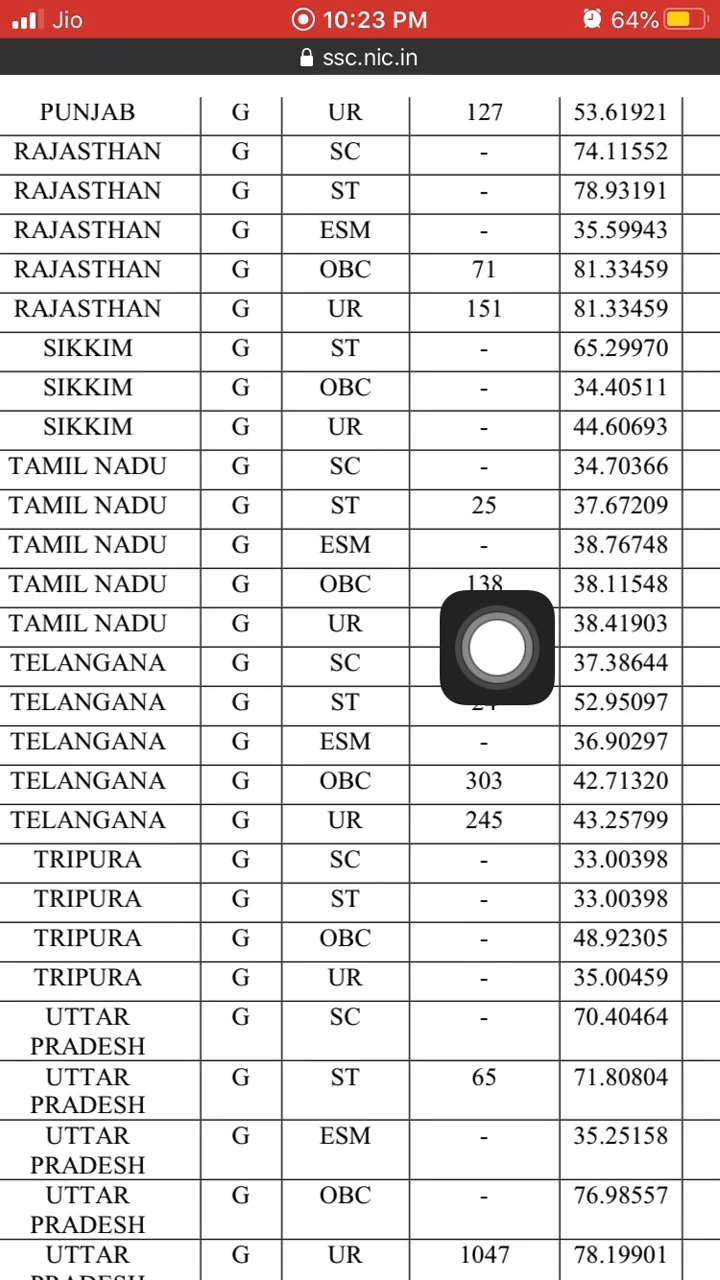 Jio 10:23 PM 64%
ssc.nic.in
PUNJAB G UR 127 53.61921
RAJASTHAN G SC - 74.11552
RAJASTHAN G ST - 78.93191
RAJASTHAN G ESM - 35.59943
RAJASTHAN G OBC 71 81.33459
RAJASTHAN G UR 151 81.33459
SIKKIM G ST - 65.29970
SIKKIM G OBC - 34.40511
SIKKIM G UR - 44.60693
TAMIL NADU G SC - 34.70366
TAMIL NADU G ST 25 37.67209
TAMIL NADU G ESM - 38.76748
TAMIL NADU G OBC 138 38.11548
TAMIL NADU G UR 38.41903
TELANGANA G SC 37.38644
TELANGANA G ST 24 52.95097
TELANGANA G ESM - 36.90297
TELANGANA G OBC 303 42.71320
TELANGANA G UR 245 43.25799
TRIPURA G SC - 33.00398
TRIPURA G ST - 33.00398
TRIPURA G OBC - 48.92305
TRIPURA G UR - 35.00459
UTTAR G SC - 70.40464
PRADESH
UTTAR G ST 65 71.80804
PRADESH
UTTAR G ESM - 35.25158
PRADESH
UTTAR G OBC - 76.98557
PRADESH
UTTAR G UR 1047 78.19901
PRADESH